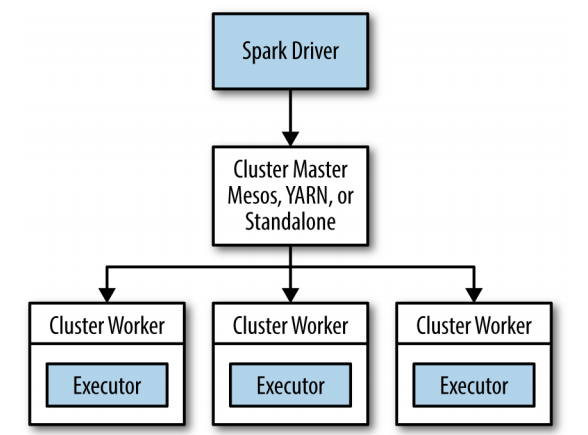 Spark Driver
Cluster Master
Mesos, YARN, or
Standalone
Cluster Worker
Executor
Cluster Worker
Executor
Cluster Worker
Executor